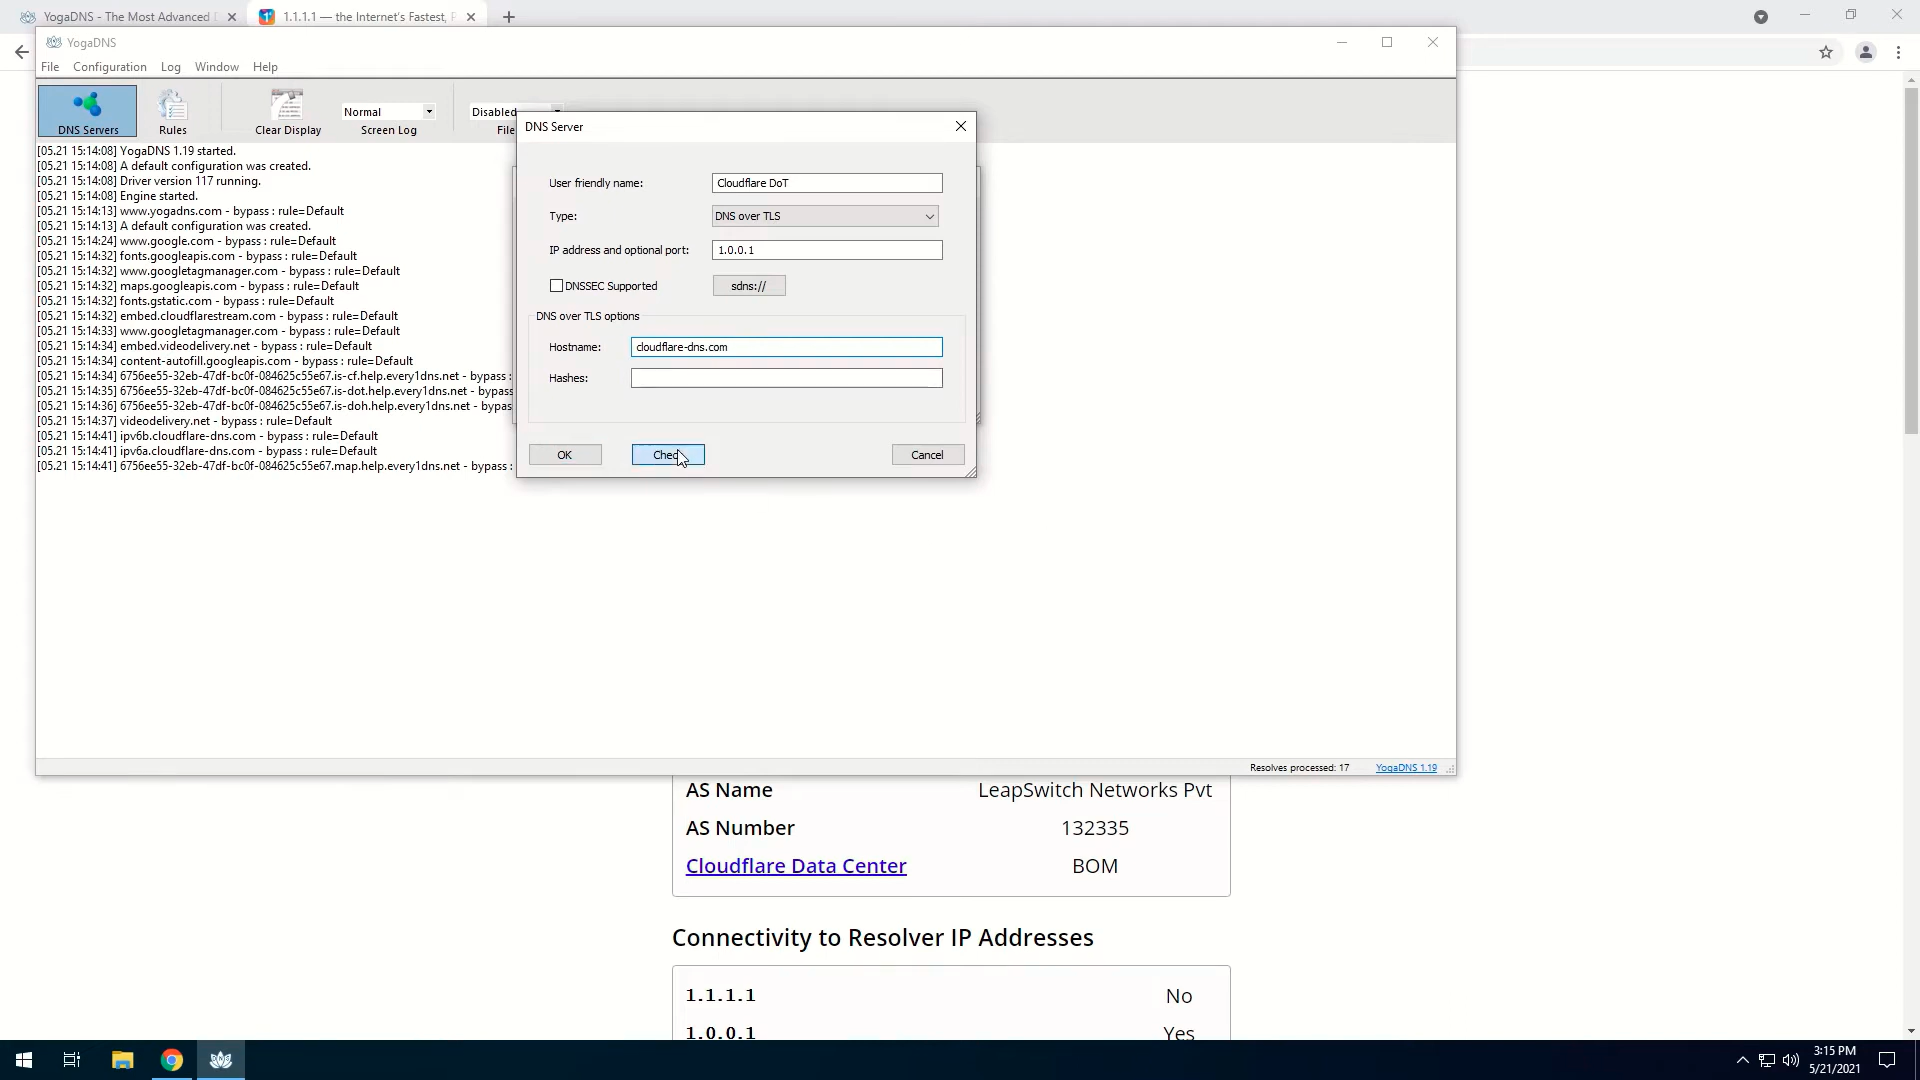 YogaDNS - The Most Advanced D
1.1.1.1 — the Internet's Fastest, P
YogaDNS
File
Configuration
Log
Window
Help
DNS Servers
Rules
Clear Display
Normal
Screen Log
Disabled
File
[05.21 15:14:08] YogaDNS 1.19 started.
[05.21 15:14:08] A default configuration was created.
[05.21 15:14:08] Driver version 117 running.
[05.21 15:14:08] Engine started.
[05.21 15:14:13] www.yogadns.com - bypass : rule=Default
[05.21 15:14:13] A default configuration was created.
[05.21 15:14:24] www.google.com - bypass : rule=Default
[05.21 15:14:32] fonts.googleapis.com - bypass : rule=Default
[05.21 15:14:32] www.googletagmanager.com - bypass : rule=Default
[05.21 15:14:32] maps.googleapis.com - bypass : rule=Default
[05.21 15:14:32] fonts.gstatic.com - bypass : rule=Default
[05.21 15:14:32] embed.cloudflarestream.com - bypass : rule=Default
[05.21 15:14:33] www.googletagmanager.com - bypass : rule=Default
[05.21 15:14:34] embed.videodelivery.net - bypass : rule=Default
[05.21 15:14:34] content-autofill.googleapis.com - bypass : rule=Default
[05.21 15:14:34] 6756ee55-32eb-47df-bc0f-084625c55e67.is-cf.help.every1dns.net - bypass :
[05.21 15:14:35] 6756ee55-32eb-47df-bc0f-084625c55e67.is-dot.help.every1dns.net - bypass
[05.21 15:14:36] 6756ee55-32eb-47df-bc0f-084625c55e67.is-doh.help.every1dns.net - bypas
[05.21 15:14:37] videodelivery.net - bypass : rule=Default
[05.21 15:14:41] ipv6b.cloudflare-dns.com - bypass : rule=Default
[05.21 15:14:41] ipv6a.cloudflare-dns.com - bypass : rule=Default
[05.21 15:14:41] 6756ee55-32eb-47df-bc0f-084625c55e67.map.help.every1dns.net - bypass :
DNS Server
User friendly name:
Cloudflare DoT
Type:
DNS over TLS
IP address and optional port:
1.0.0.1
DNSSEC Supported
sdns://
DNS over TLS options
Hostname:
cloudflare-dns.com
Hashes:
OK
Chec
Cancel
Resolves processed: 17
YogaDNS 1.19
AS Name
LeapSwitch Networks Pvt
AS Number
132335
Cloudflare Data Center
BOM
Connectivity to Resolver IP Addresses
1.1.1.1
No
1.0.0.1
Yes
3:15 PM
5/21/2021